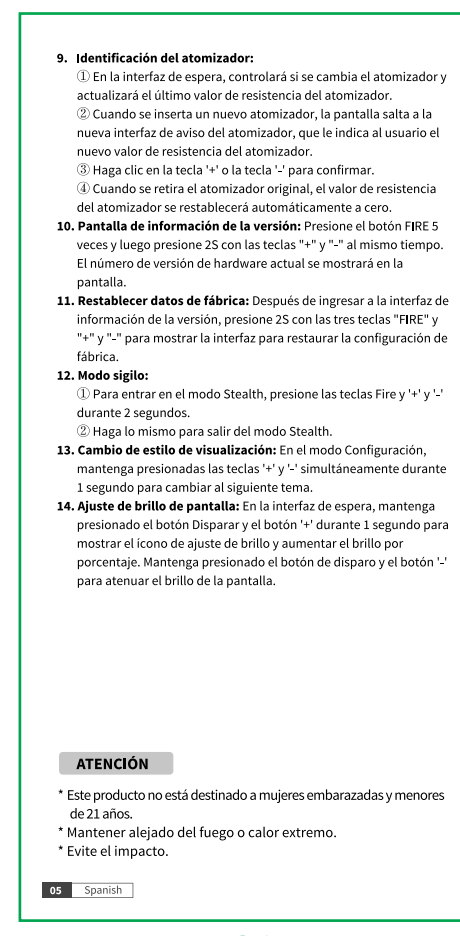 9. Identificación del atomizador:
① En la interfaz de espera, controlará si se cambia el atomizador y
actualizará el último valor de resistencia del atomizador.
② Cuando se inserta un nuevo atomizador, la pantalla salta a la
nueva interfaz de aviso del atomizador, que le indica al usuario el
nuevo valor de resistencia del atomizador.
③ Haga clic en la tecla '+' o la tecla '-' para confirmar.
④ Cuando se retira el atomizador original, el valor de resistencia
del atomizador se restablecerá automáticamente a cero.
10. Pantalla de información de la versión: Presione el botón FIRE 5
veces y luego presione 2S con las teclas "+" y "-" al mismo tiempo.
El número de versión de hardware actual se mostrará en la
pantalla.
11. Restablecer datos de fábrica: Después de ingresar a la interfaz de
información de la versión, presione 2S con las tres teclas "FIRE" y
"+" y "-" para mostrar la interfaz para restaurar la configuración de
fábrica.
12. Modo sigilo:
① Para entrar en el modo Stealth, presione las teclas Fire y '+' y '-'
durante 2 segundos.
② Haga lo mismo para salir del modo Stealth.
13. Cambio de estilo de visualización: En el modo Configuración,
mantenga presionadas las teclas '+' y '-' simultáneamente durante
1 segundo para cambiar al siguiente tema.
14. Ajuste de brillo de pantalla: En la interfaz de espera, mantenga
presionado el botón Disparar y el botón '+' durante 1 segundo para
mostrar el ícono de ajuste de brillo y aumentar el brillo por
porcentaje. Mantenga presionado el botón de disparo y el botón '-'
para atenuar el brillo de la pantalla.
ATENCIÓN
* Este producto no está destinado a mujeres embarazadas y menores
de 21 años.
* Mantener alejado del fuego o calor extremo.
* Evite el impacto.
05 Spanish